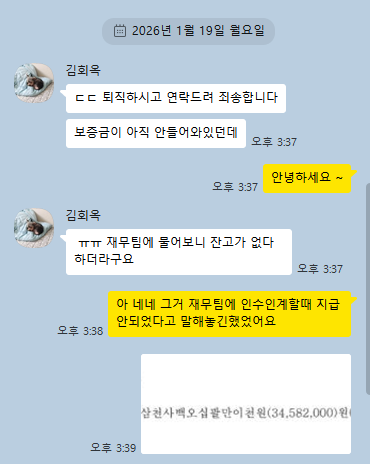 2026년 1월 19일 월요일
김회옥
ㄷㄷ 퇴직하시고 연락드려 죄송합니다
보증금이 아직 안들어와있던데
오후 3:37
안녕하세요 ~
오후 3:37
김회옥
ㅠㅠ 재무팀에 물어보니 잔고가 없다
하더라구요
오후 3:37
아 네네 그거 재무팀에 인수인계할때 지급
안되었다고 말해놓긴했었어요
오후 3:38
삼천사백오십팔만이천원(34,582,000)원
오후 3:39